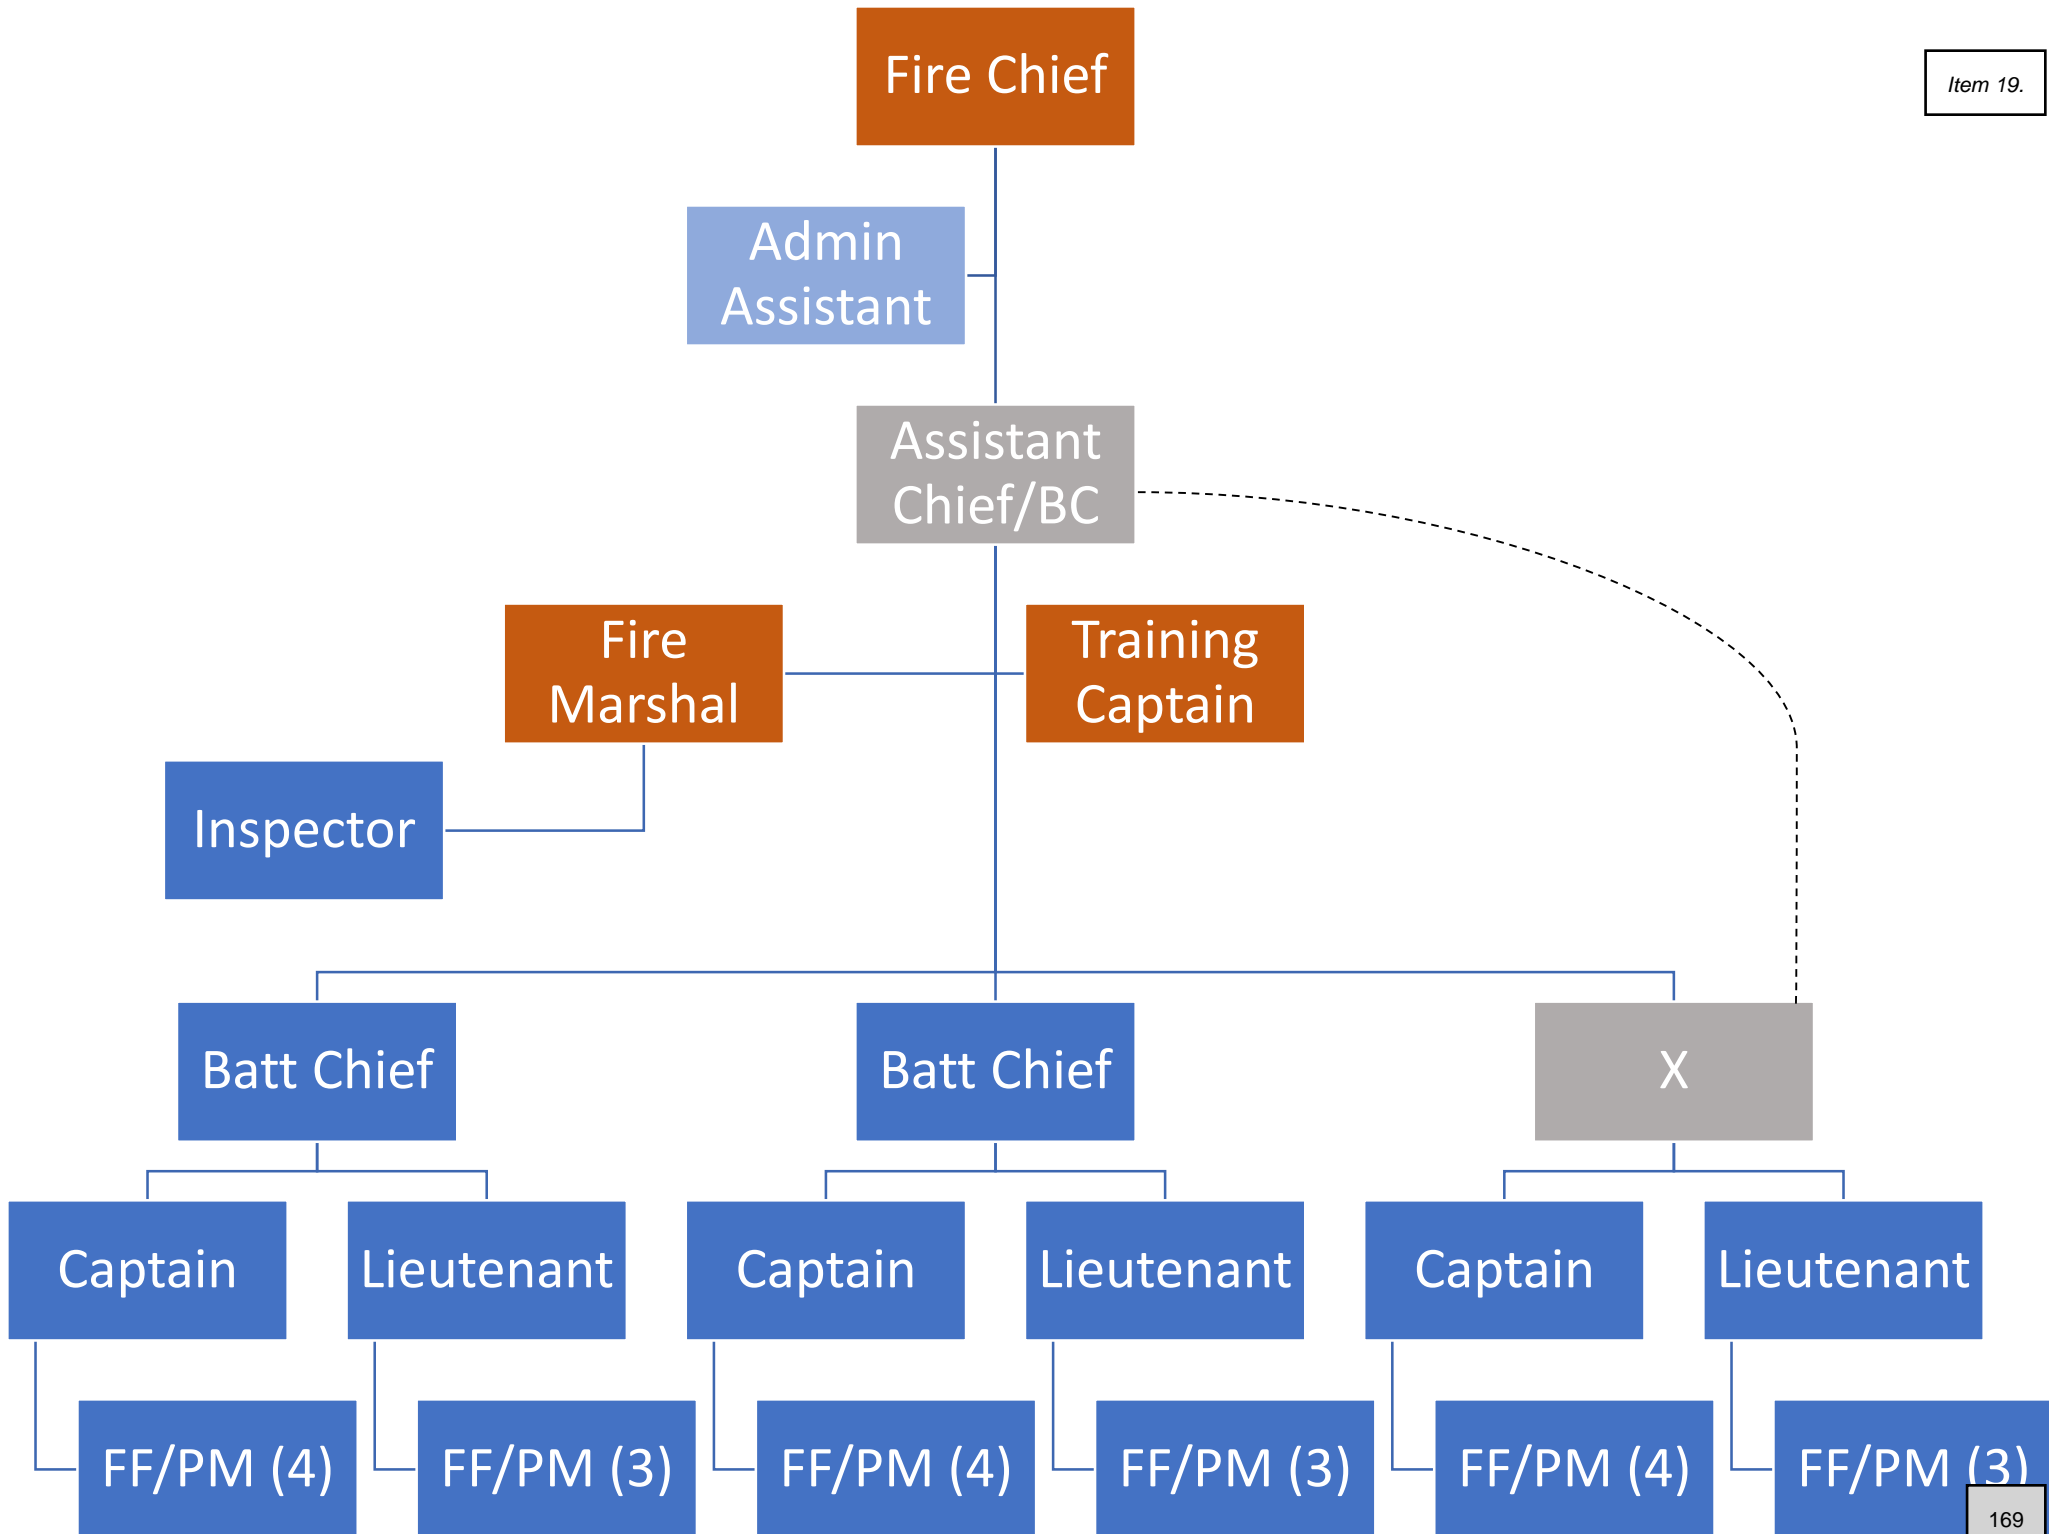 Fire Chief
Item 19.
Admin
Assistant
Assistant
Chief/BC
Fire
Marshal
Training
Captain
Inspector
Batt Chief
Batt Chief
X
Captain
Lieutenant
Captain
Lieutenant
Captain
Lieutenant
FF/PM (4)
FF/PM (3)
FF/PM (4)
FF/PM (3)
FF/PM (4)
FF/PM (3)
169